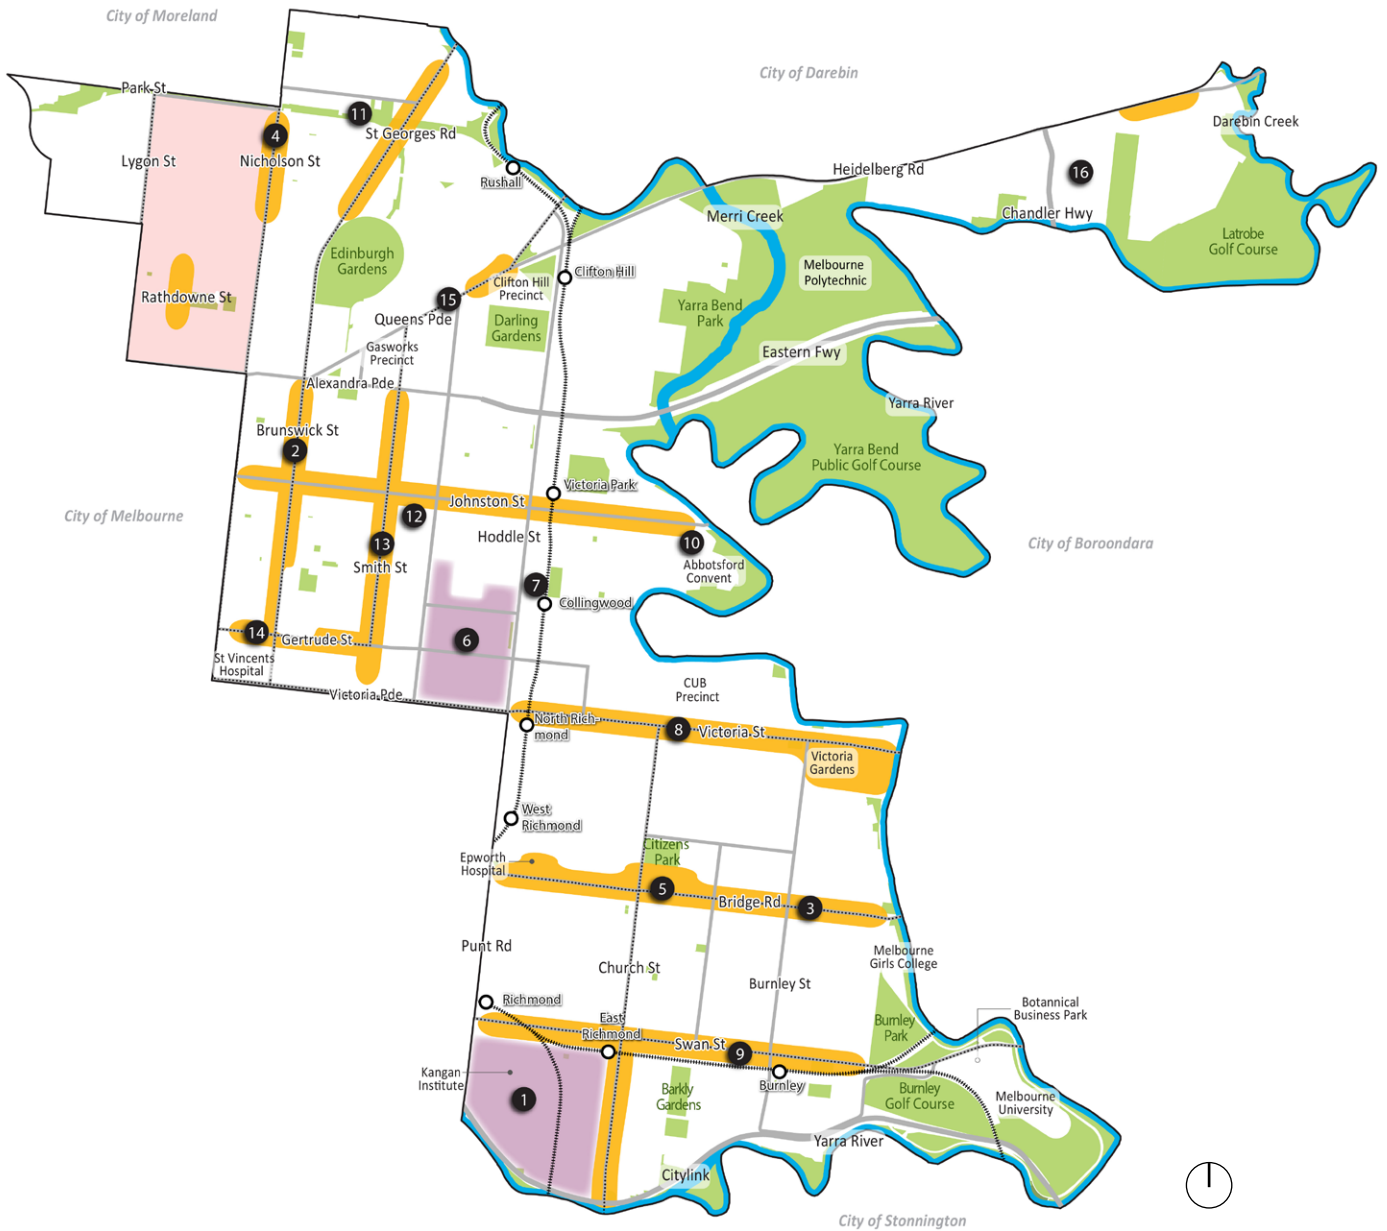 City of Moreland
City of Darebin
Park St
11
St Georges Rd
4
Lygon St
Nicholson St
Rushall
Heidelberg Rd
Darebin Creek
16
Chandler Hwy
Merri Creek
Latrobe
Golf Course
Edinburgh
Gardens
Melbourne
Polytechnic
Clifton Hill
Clifton Hill
Precinct
Rathdowne St
15
Queens Pde
Darling
Gardens
Yarra Bend
Park
Gasworks
Precinct
Eastern Fwy
Alexandra Pde
Yarra River
Brunswick St
2
Yarra Bend
Public Golf Course
Victoria Park
Johnston St
City of Melbourne
12
Hoddle St
10
City of Boroondara
13
Smith St
Abbotsford
Convent
7
Collingwood
14
Gertrude St
6
St Vincents
Hospital
Victoria Pde
CUB
Precinct
North Rich-
mond
8
Victoria St
Victoria
Gardens
West
Richmond
Citizens
Park
Epworth
Hospital
5
Bridge Rd
3
Punt Rd
Melbourne
Girls College
Church St
Burnley St
Richmond
Botannical
Business Park
East
Richmond
Burnley
Park
Swan St
9
Kangan
Institute
Burnley
1
Barkly
Gardens
Burnley
Golf Course
Melbourne
University
Yarra River
Citylink
City of Stonnington